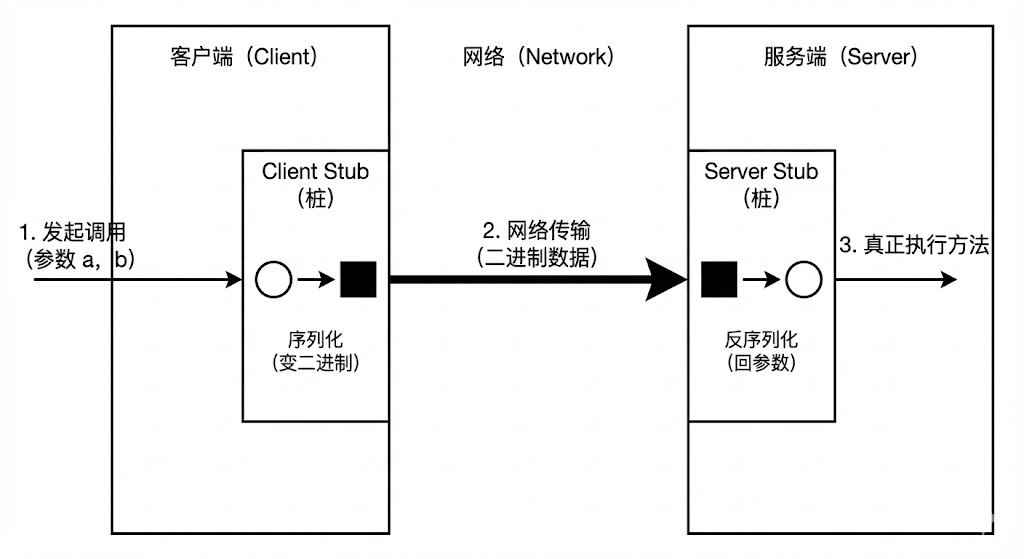 客户端（Client）
网络（Network）
服务端（Server）
Client Stub
（桩）
Server Stub
（桩）
1. 发起调用
（参数 a，b）
2. 网络传输
（二进制数据）
3. 真正执行方法
序列化
（变二进制）
反序列化
（回参数）